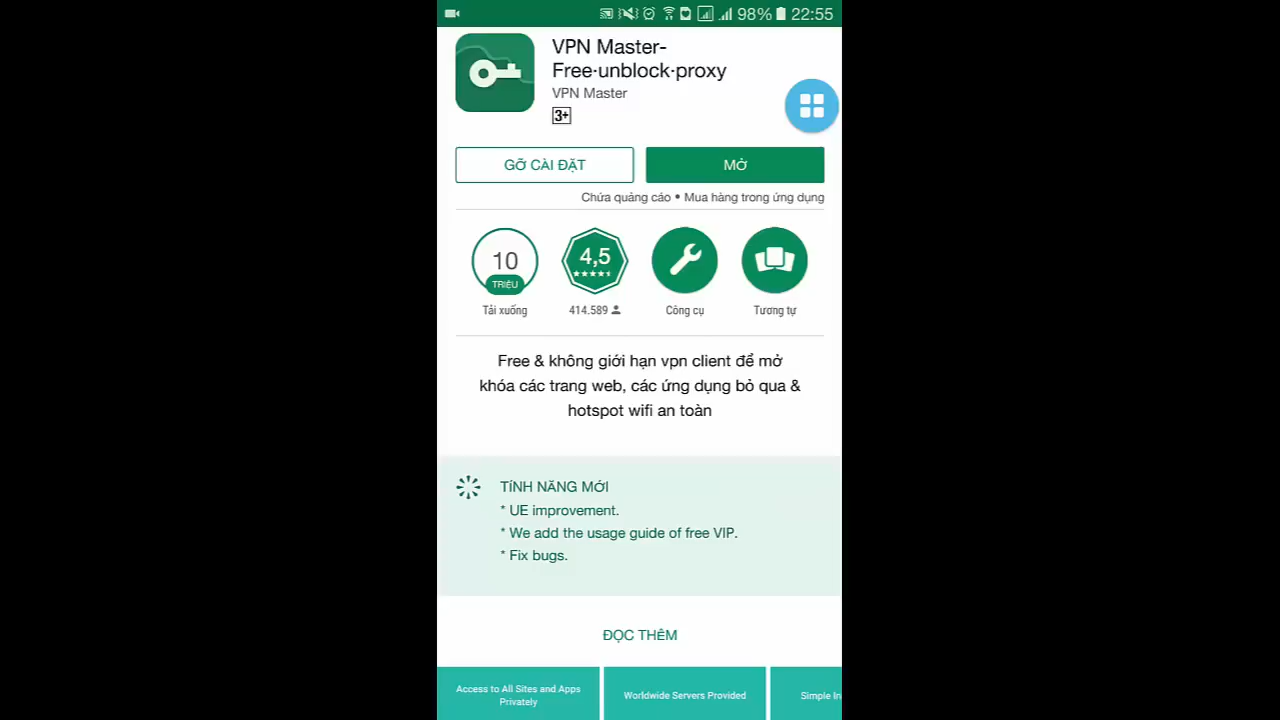 98% 22:55
VPN Master-
Free·unblock·proxy
VPN Master
3+
GỠ CÀI ĐẶT
MỞ
Chứa quảng cáo • Mua hàng trong ứng dụng
10
TRIỆU
Tải xuống
4,5
414.589
Công cụ
Tương tự
Free & không giới hạn vpn client để mở
khóa các trang web, các ứng dụng bỏ qua &
hotspot wifi an toàn
TÍNH NĂNG MỚI
* UE improvement.
* We add the usage guide of free VIP.
* Fix bugs.
ĐỌC THÊM
Access to All Sites and Apps
Privately
Worldwide Servers Provided
Simple In